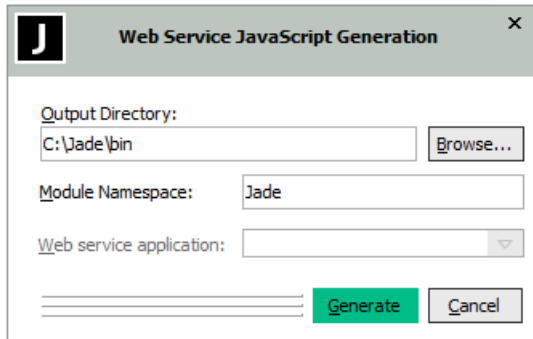 J
Web Service JavaScript Generation
×
Output Directory:
C:\Jade\bin
Browse...
Module Namespace:
Jade
Web service application:
Generate
Cancel